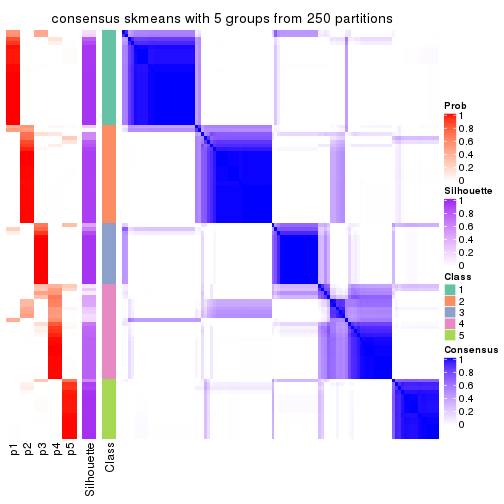 consensus skmeans with 5 groups from 250 partitions
Prob
1
0.8
0.6
0.4
0.2
0
Silhouette
1
0.8
0.6
0.4
0.2
0
Class
1
2
3
4
5
Consensus
1
0.8
0.6
0.4
0.2
0
p1
p2
p3
p4
p5
Silhouette
Class